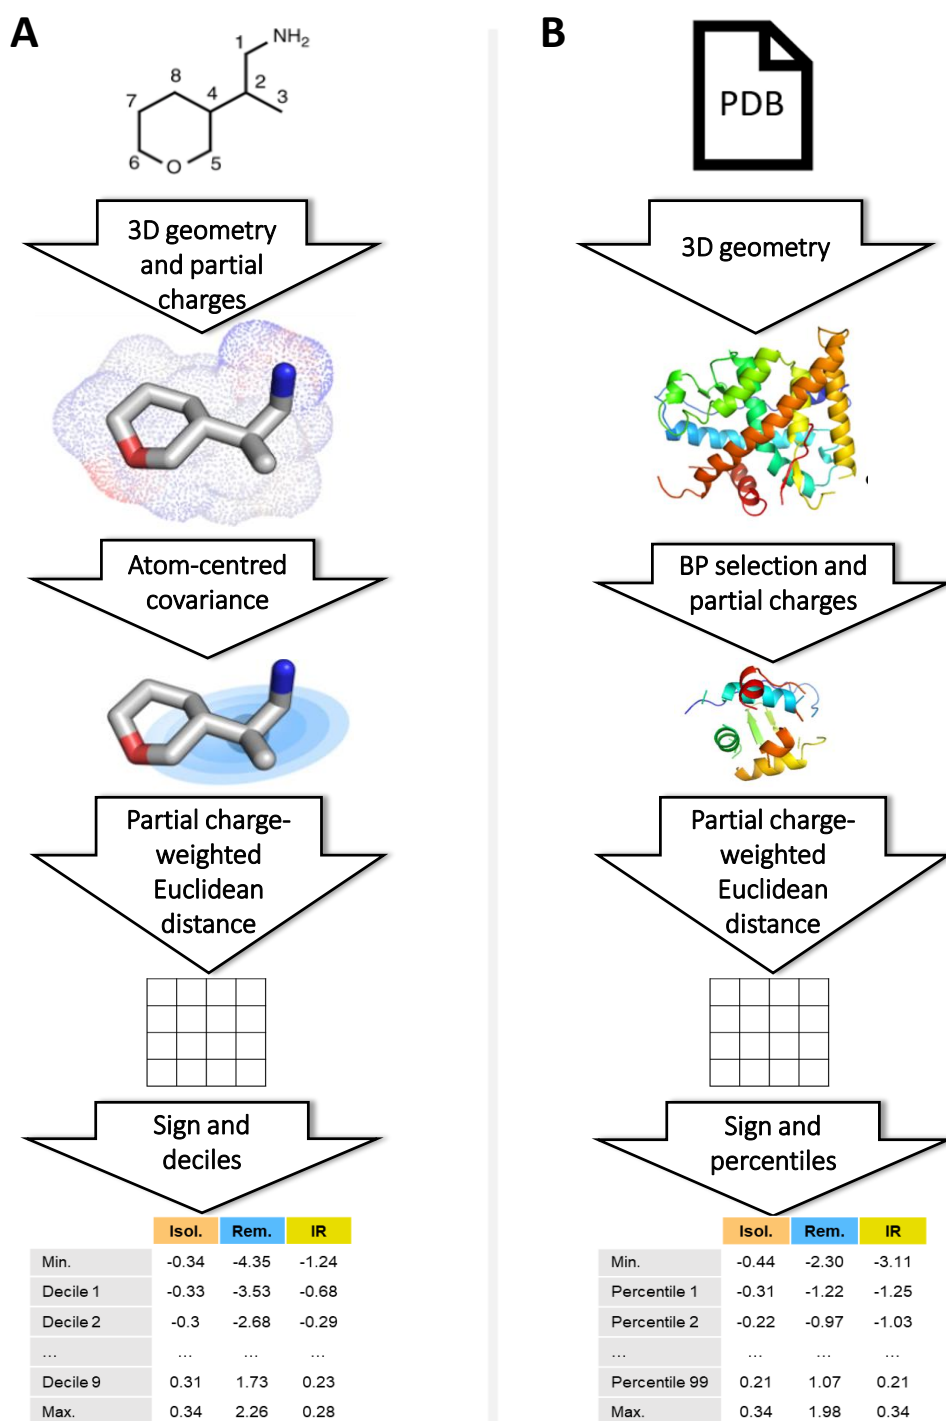 A
1
NH2
2
3
8
4
7
6
O
5
3D geometry
and partial
charges
Atom-centred
covariance
Partial charge-
weighted
Euclidean
distance
Sign and
deciles
Isol. Rem. IR
Min. -0.34 -4.35 -1.24
Decile 1 -0.33 -3.53 -0.68
Decile 2 -0.3 -2.68 -0.29
... ... ... ...
Decile 9 0.31 1.73 0.23
Max. 0.34 2.26 0.28
B
PDB
3D geometry
BP selection and
partial charges
Partial charge-
weighted
Euclidean
distance
Sign and
percentiles
Isol. Rem. IR
Min. -0.44 -2.30 -3.11
Percentile 1 -0.31 -1.22 -1.25
Percentile 2 -0.22 -0.97 -1.03
... ... ... ...
Percentile 99 0.21 1.07 0.21
Max. 0.34 1.98 0.34